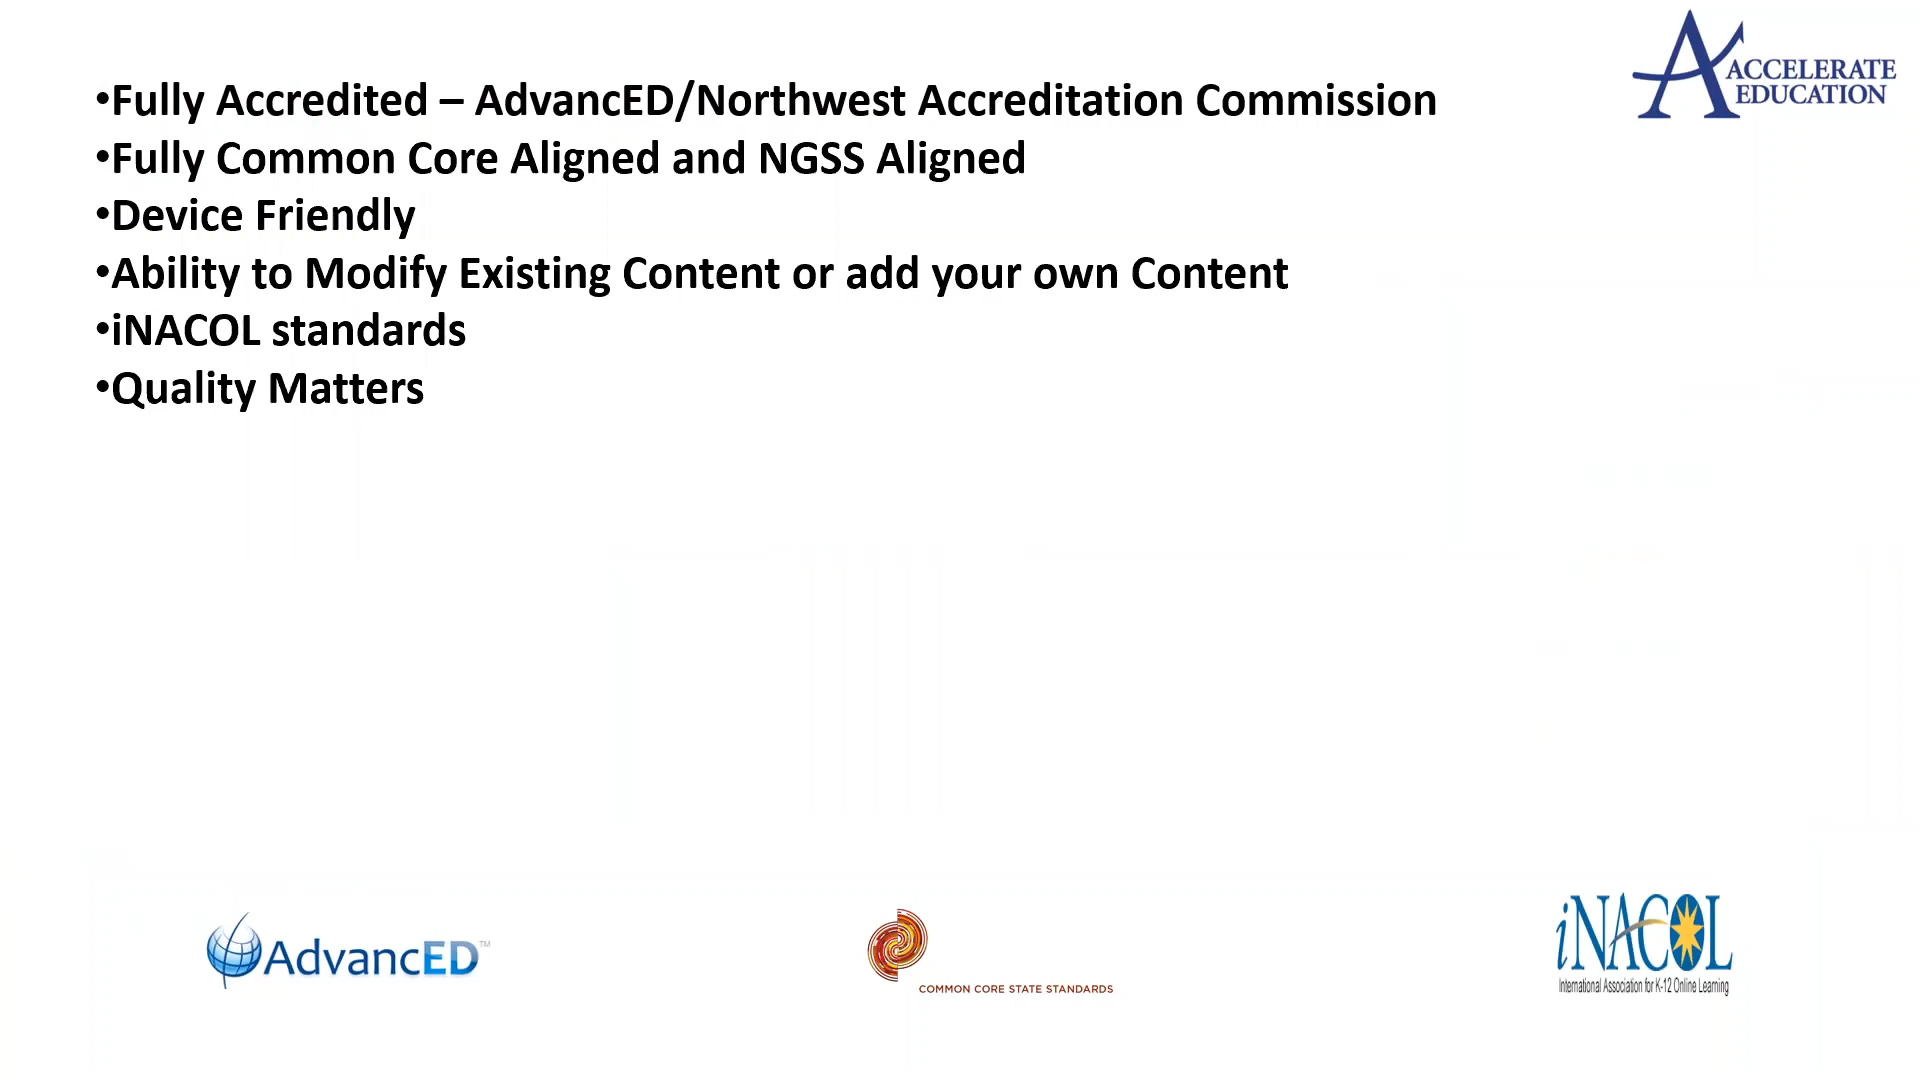 ACCELERATE
EDUCATION
•Fully Accredited – AdvancED/Northwest Accreditation Commission
•Fully Common Core Aligned and NGSS Aligned
•Device Friendly
•Ability to Modify Existing Content or add your own Content
•iNACOL standards
•Quality Matters
AdvancED™
COMMON CORE STATE STANDARDS
iNACOL
International Association for K-12 Online Learning